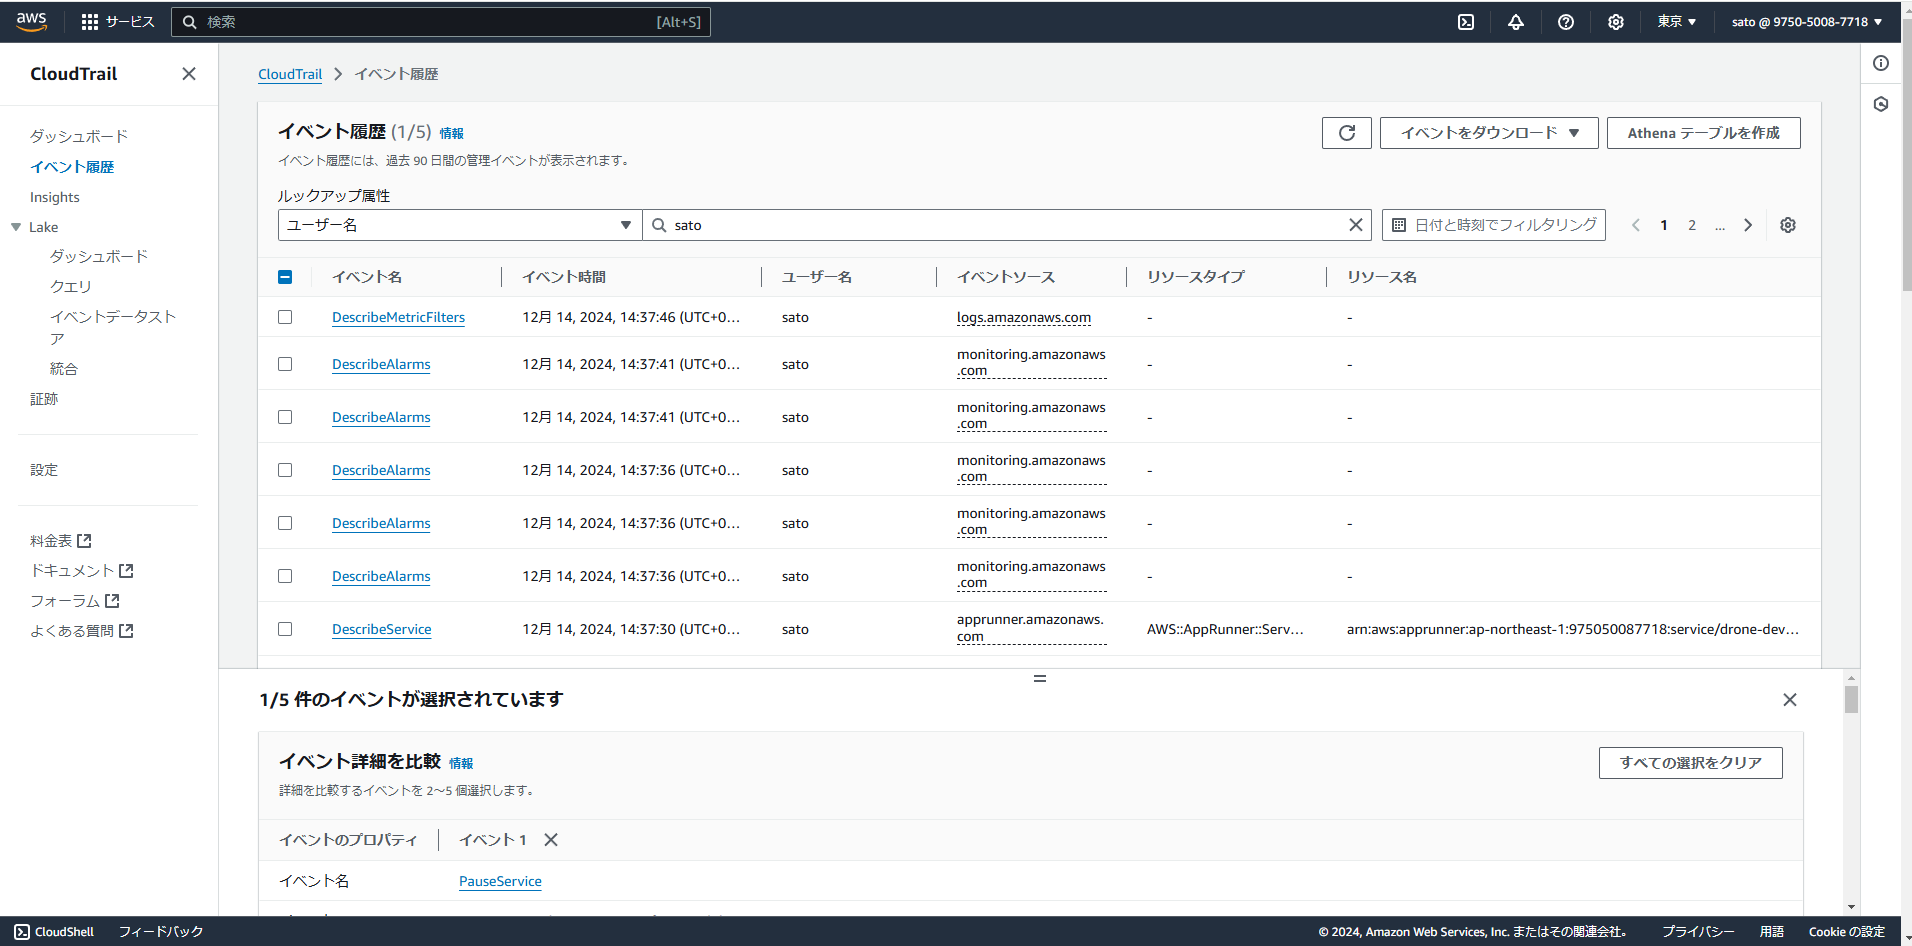 aws
サービス
検索
[Alt+S]
東京 ▼
sato @ 9750-5008-7718 ▼
CloudTrail
ダッシュボード
イベント履歴
Insights
Lake
ダッシュボード
クエリ
イベントデータスト
ア
統合
証跡
設定
料金表
ドキュメント
フォーラム
よくある質問
CloudTrail > イベント履歴
イベント履歴 (1/5) 情報
イベント履歴には、過去 90 日間の管理イベントが表示されます。
イベントをダウンロード ▼
Athena テーブルを作成
ルックアップ属性
ユーザー名
sato
日付と時刻でフィルタリング
1 2 ...
イベント名 イベント時間 ユーザー名 イベントソース リソースタイプ リソース名
DescribeMetricFilters 12月 14, 2024, 14:37:46 (UTC+0... sato logs.amazonaws.com - -
DescribeAlarms 12月 14, 2024, 14:37:41 (UTC+0... sato monitoring.amazonaws
.com - -
DescribeAlarms 12月 14, 2024, 14:37:41 (UTC+0... sato monitoring.amazonaws
.com - -
DescribeAlarms 12月 14, 2024, 14:37:36 (UTC+0... sato monitoring.amazonaws
.com - -
DescribeAlarms 12月 14, 2024, 14:37:36 (UTC+0... sato monitoring.amazonaws
.com - -
DescribeAlarms 12月 14, 2024, 14:37:36 (UTC+0... sato monitoring.amazonaws
.com - -
DescribeService 12月 14, 2024, 14:37:30 (UTC+0... sato apprunner.amazonaws.
com AWS::AppRunner::Serv... arn:aws:apprunner:ap-northeast-1:975050087718:service/drone-dev...
1/5 件のイベントが選択されています
イベント詳細を比較 情報
詳細を比較するイベントを 2～5 個選択します。
すべての選択をクリア
イベントのプロパティ イベント 1
イベント名 PauseService
CloudShell フィードバック
© 2024, Amazon Web Services, Inc. またはその関連会社。
プライバシー 用語 Cookie の設定